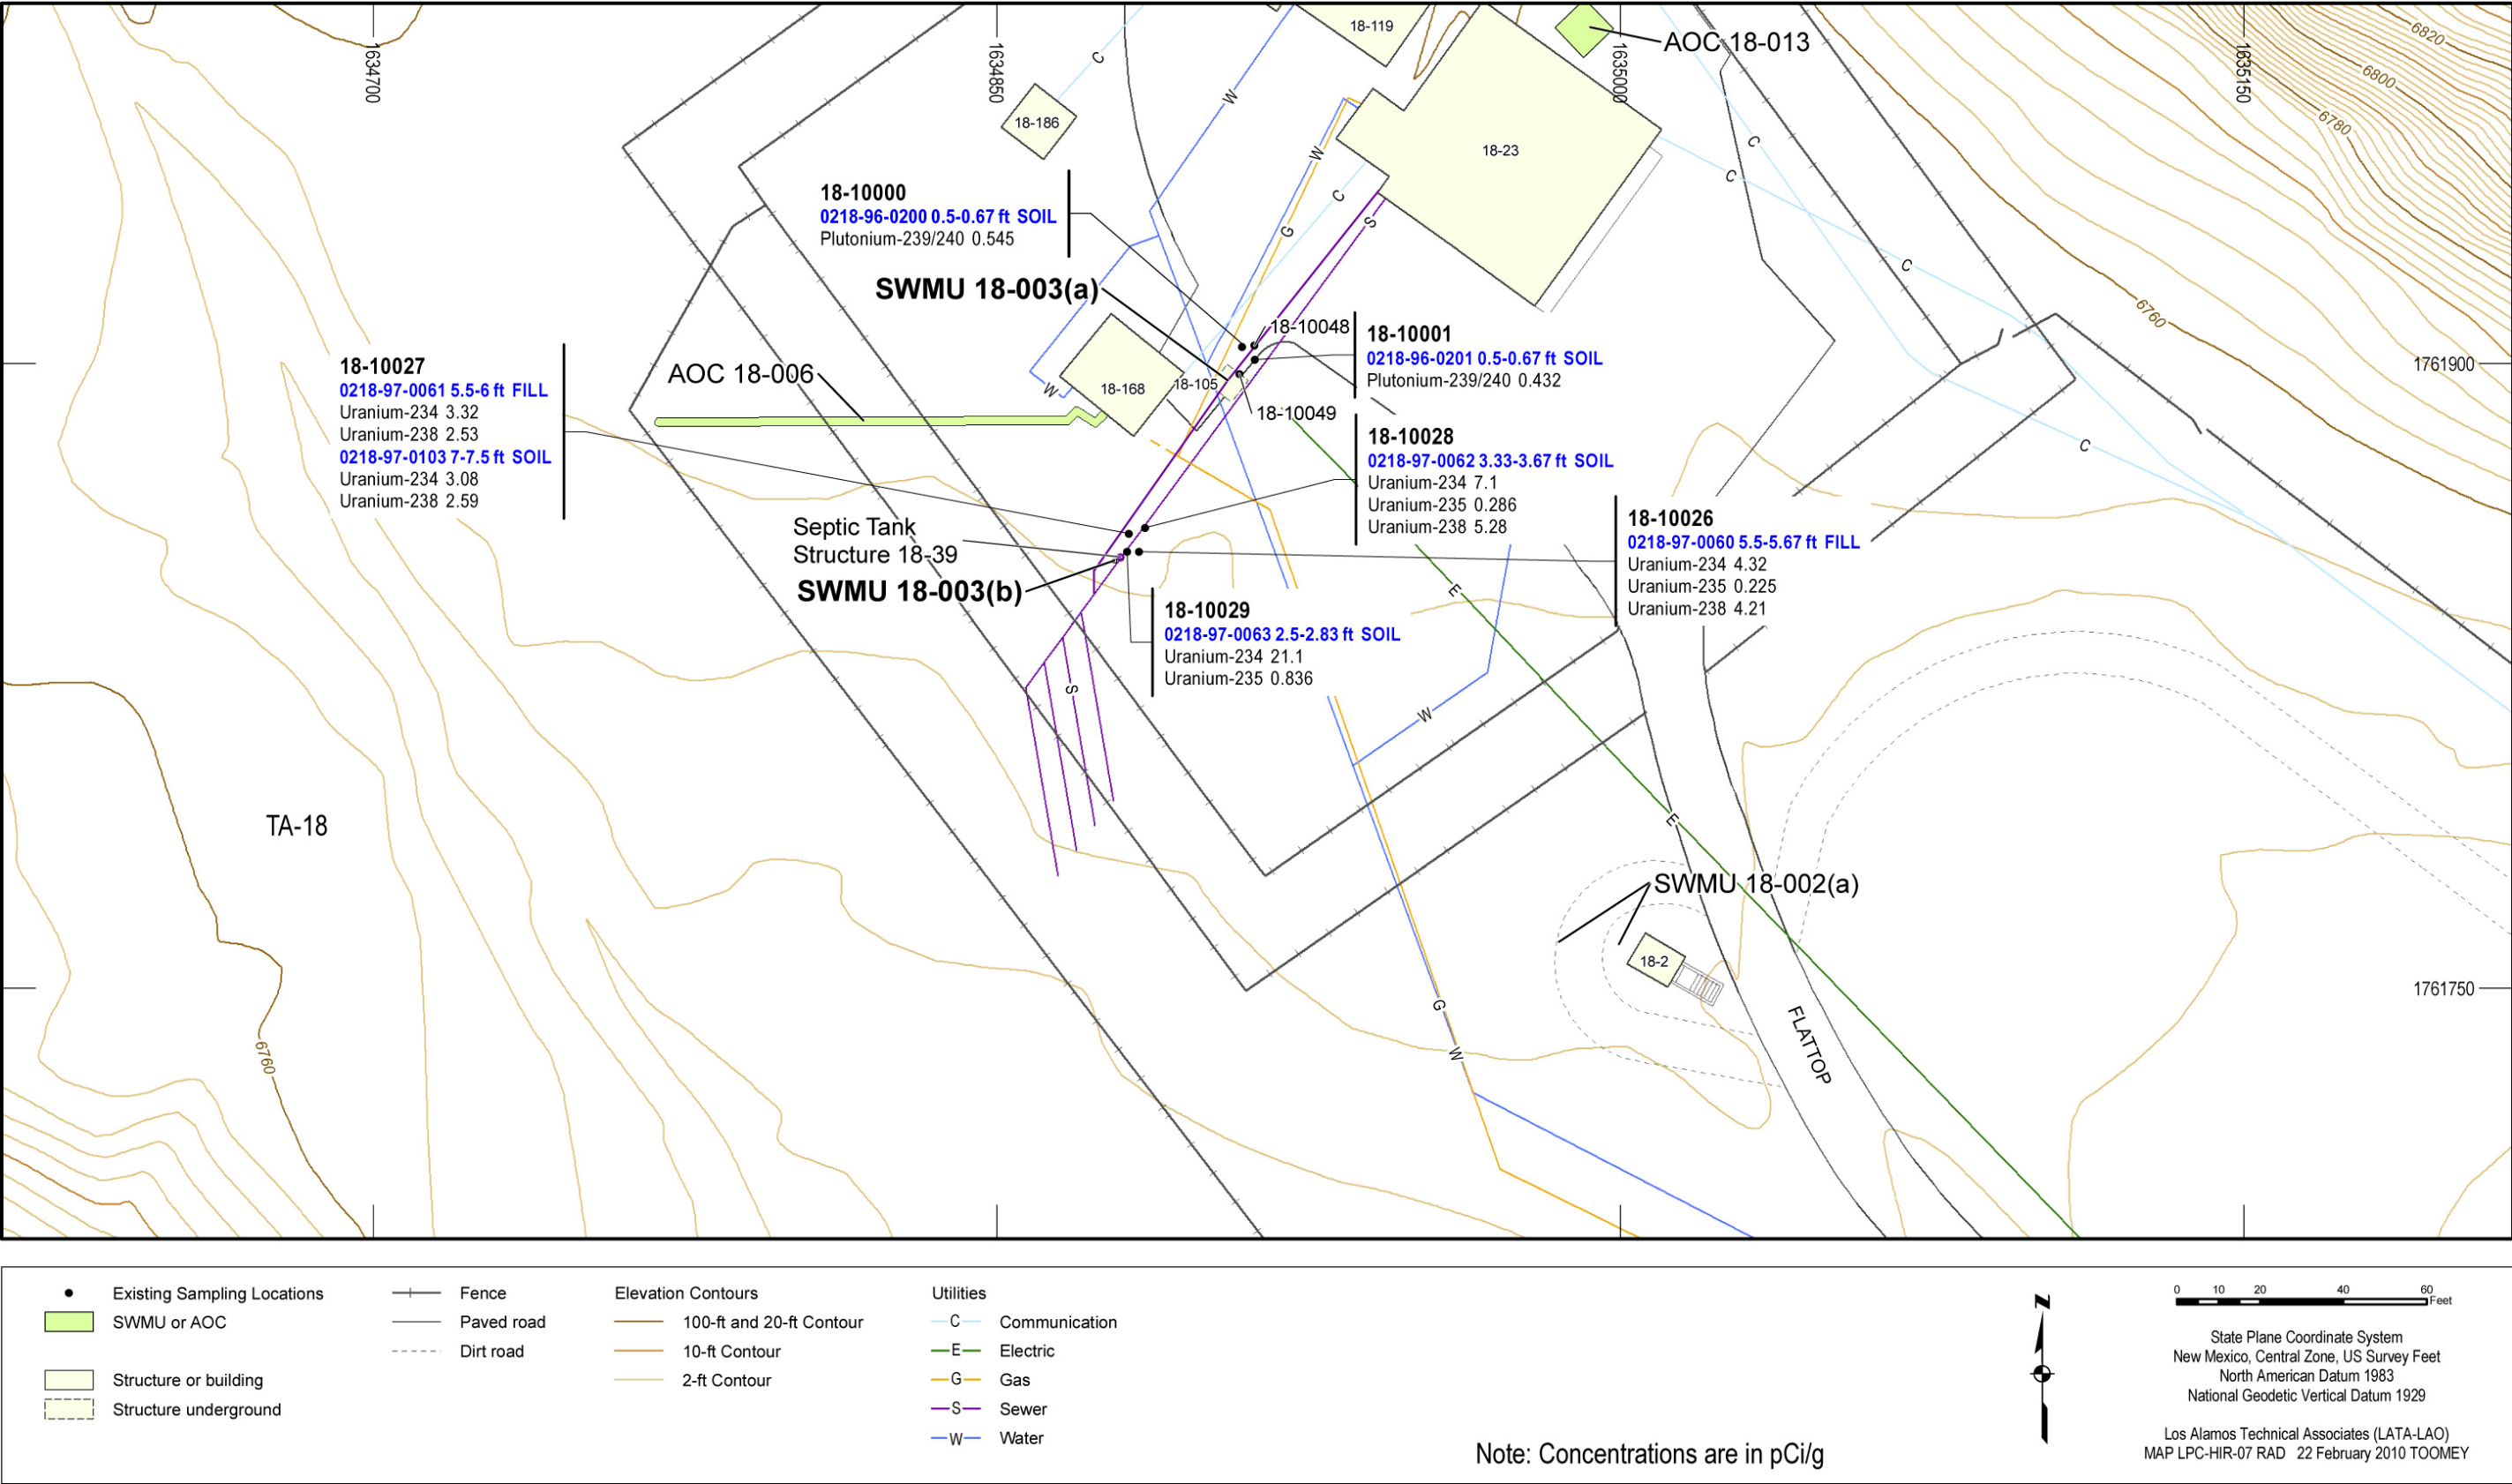 1634700
1634850
1635000
1635150
6820
6800
6780
6760
18-119
AOC 18-013
18-186
18-23
C
W
W
C
G
S
C
C
C
18-10000
0218-96-0200 0.5-0.67 ft SOIL
Plutonium-239/240 0.545
SWMU 18-003(a)
18-10048
18-10001
0218-96-0201 0.5-0.67 ft SOIL
Plutonium-239/240 0.432
1761900
18-10027
0218-97-0061 5.5-6 ft FILL
Uranium-234 3.32
Uranium-238 2.53
0218-97-0103 7-7.5 ft SOIL
Uranium-234 3.08
Uranium-238 2.59
AOC 18-006
W
18-168
18-105
18-10049
C
18-10028
0218-97-0062 3.33-3.67 ft SOIL
Uranium-234 7.1
Uranium-235 0.286
Uranium-238 5.28
Septic Tank
Structure 18-39
SWMU 18-003(b)
18-10026
0218-97-0060 5.5-5.67 ft FILL
Uranium-234 4.32
Uranium-235 0.225
Uranium-238 4.21
E
18-10029
0218-97-0063 2.5-2.83 ft SOIL
Uranium-234 21.1
Uranium-235 0.836
S
W
E
TA-18
SWMU 18-002(a)
18-2
1761750
G
W
FLATTOP
6760
Existing Sampling Locations
SWMU or AOC
Structure or building
Structure underground
Fence
Paved road
Dirt road
Elevation Contours
100-ft and 20-ft Contour
10-ft Contour
2-ft Contour
Utilities
C Communication
E Electric
G Gas
S Sewer
W Water
Note: Concentrations are in pCi/g
N
0 10 20 40 60
Feet
State Plane Coordinate System
New Mexico, Central Zone, US Survey Feet
North American Datum 1983
National Geodetic Vertical Datum 1929
Los Alamos Technical Associates (LATA-LAO)
MAP LPC-HIR-07 RAD 22 February 2010 TOOMEY